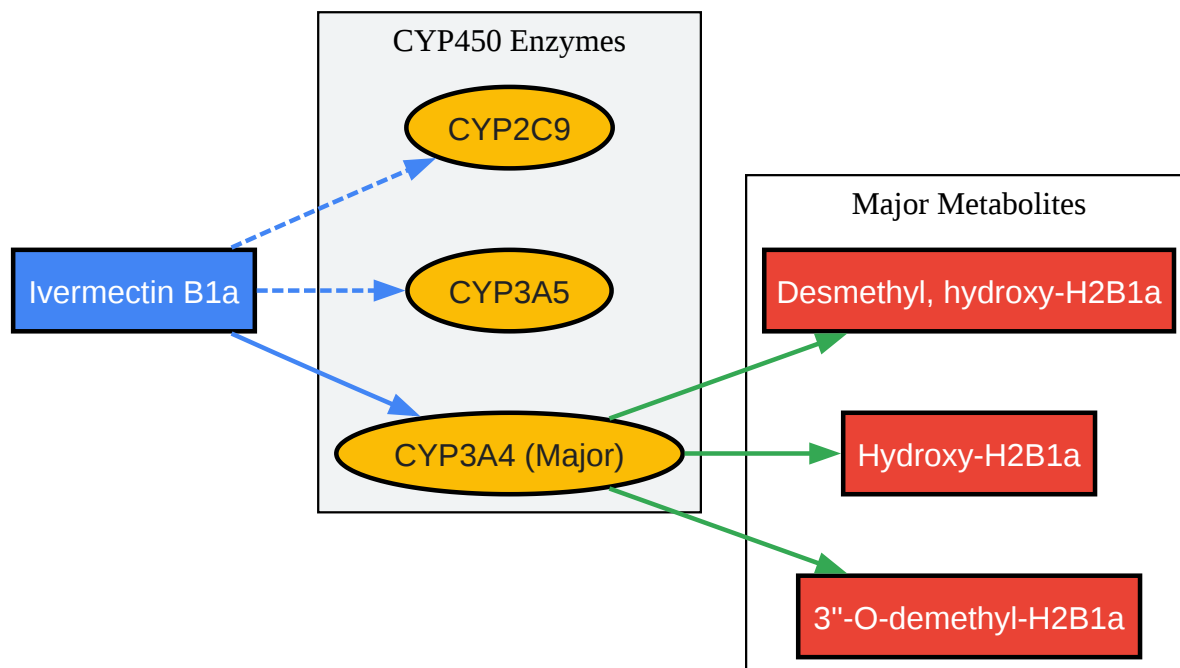 CYP450 Enzymes
CYP2C9
Major Metabolites
Ivermectin B1a
CYP3A5
Desmethyl, hydroxy-H2B1a
CYP3A4 (Major)
Hydroxy-H2B1a
3"-O-demethyl-H2B1a